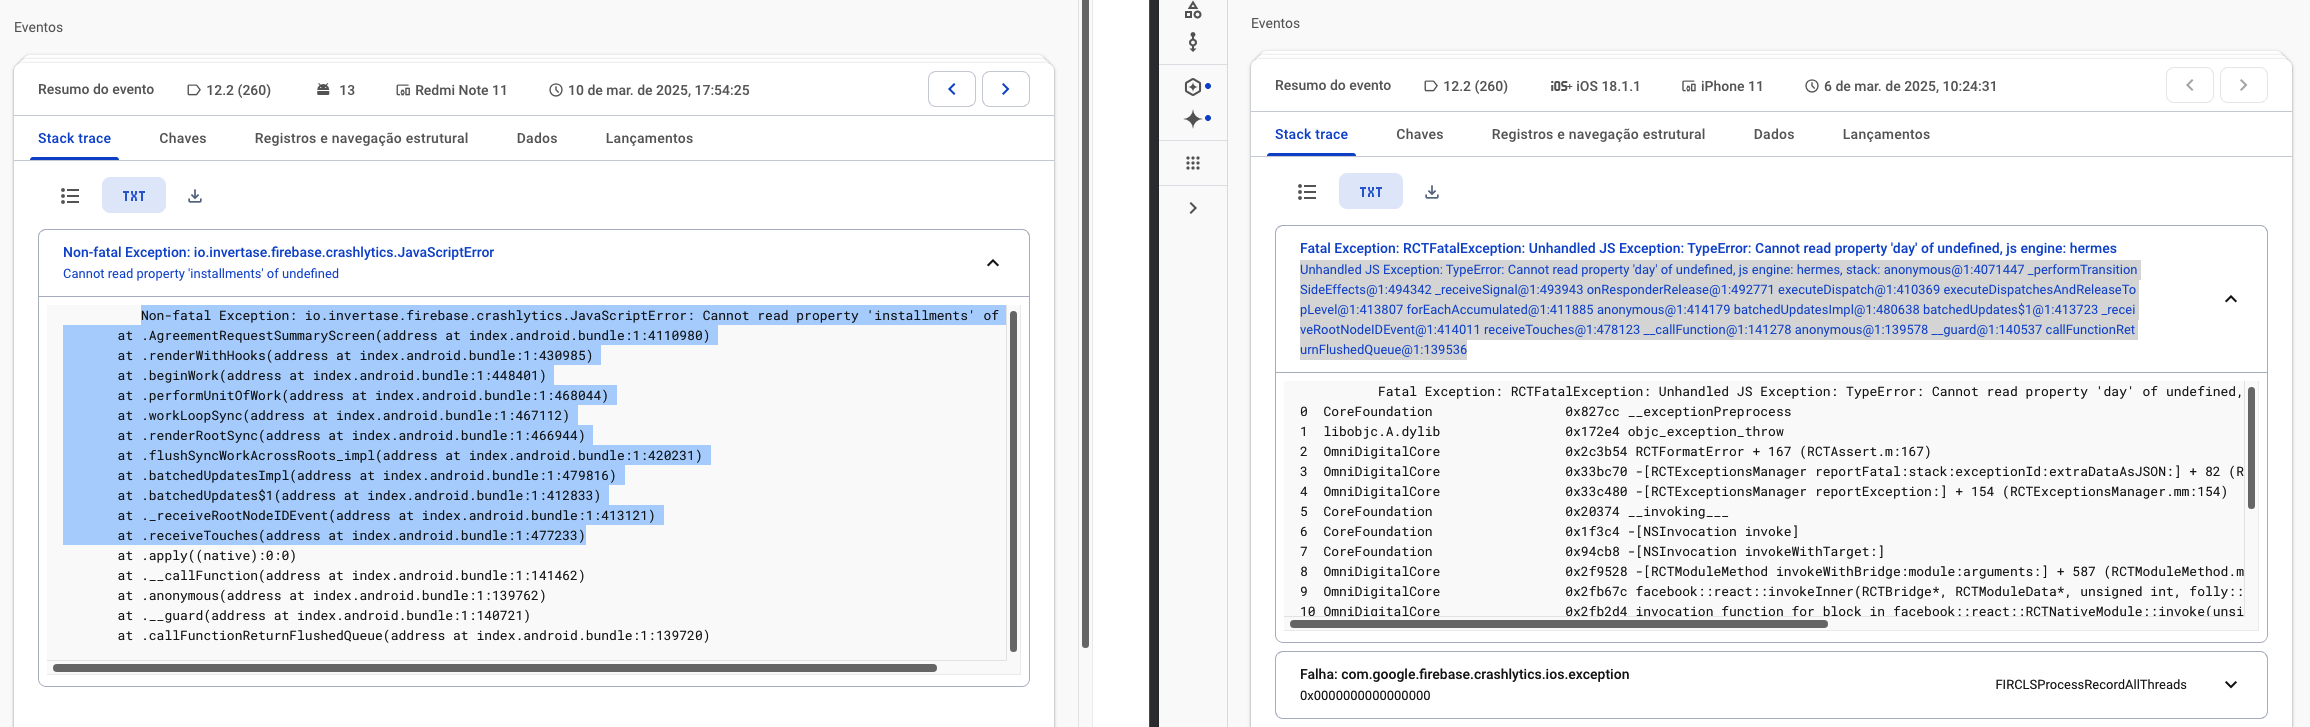 Eventos
Resumo do evento 12.2 (260) 13 Redmi Note 11 10 de mar. de 2025, 17:54:25
Stack trace Chaves Registros e navegação estrutural Dados Lançamentos
TXT
Non-fatal Exception: io.invertase.firebase.crashlytics.JavaScriptError
Cannot read property 'installments' of undefined
Non-fatal Exception: io.invertase.firebase.crashlytics.JavaScriptError: Cannot read property 'installments' of
at .AgreementRequestSummaryScreen(address at index.android.bundle:1:4110980)
at .renderWithHooks(address at index.android.bundle:1:430985)
at .beginWork(address at index.android.bundle:1:448401)
at .performUnitOfWork(address at index.android.bundle:1:468044)
at .workLoopSync(address at index.android.bundle:1:467112)
at .renderRootSync(address at index.android.bundle:1:466944)
at .flushSyncWorkAcrossRoots_impl(address at index.android.bundle:1:420231)
at .batchedUpdatesImpl(address at index.android.bundle:1:479816)
at .batchedUpdates$1(address at index.android.bundle:1:412833)
at ._receiveRootNodeIDEvent(address at index.android.bundle:1:413121)
at .receiveTouches(address at index.android.bundle:1:477233)
at .apply((native):0:0)
at .__callFunction(address at index.android.bundle:1:141462)
at .anonymous(address at index.android.bundle:1:139762)
at .__guard(address at index.android.bundle:1:140721)
at .callFunctionReturnFlushedQueue(address at index.android.bundle:1:139720)
Eventos
Resumo do evento 12.2 (260) iOS+ iOS 18.1.1 iPhone 11 6 de mar. de 2025, 10:24:31
Stack trace Chaves Registros e navegação estrutural Dados Lançamentos
TXT
Fatal Exception: RCTFatalException: Unhandled JS Exception: TypeError: Cannot read property 'day' of undefined, js engine: hermes
Unhandled JS Exception: TypeError: Cannot read property 'day' of undefined, js engine: hermes, stack: anonymous@1:4071447 _performTransition
SideEffects@1:494342 _receiveSignal@1:493943 onResponderRelease@1:492771 executeDispatch@1:410369 executeDispatchesAndReleaseTo
pLevel@1:413807 forEachAccumulated@1:411885 anonymous@1:414179 batchedUpdatesImpl@1:480638 batchedUpdates$1@1:413723 _recei
veRootNodeIDEvent@1:414011 receiveTouches@1:478123 __callFunction@1:141278 anonymous@1:139578 __guard@1:140537 callFunctionRet
urnFlushedQueue@1:139536
Fatal Exception: RCTFatalException: Unhandled JS Exception: TypeError: Cannot read property 'day' of undefined,
0 CoreFoundation 0x827cc __exceptionPreprocess
1 libobjc.A.dylib 0x172e4 objc_exception_throw
2 OmniDigitalCore 0x2c3b54 RCTFormatError + 167 (RCTAssert.m:167)
3 OmniDigitalCore 0x33bc70 -[RCTExceptionsManager reportFatal:stack:exceptionId:extraDataAsJSON:] + 82 (R
4 OmniDigitalCore 0x33c480 -[RCTExceptionsManager reportException:] + 154 (RCTExceptionsManager.mm:154)
5 CoreFoundation 0x20374 __invoking___
6 CoreFoundation 0x1f3c4 -[NSInvocation invoke]
7 CoreFoundation 0x94cb8 -[NSInvocation invokeWithTarget:]
8 OmniDigitalCore 0x2f9528 -[RCTModuleMethod invokeWithBridge:module:arguments:] + 587 (RCTModuleMethod.m
9 OmniDigitalCore 0x2fb67c facebook::react::invokeInner(RCTBridge*, RCTModuleData*, unsigned int, folly::
10 OmniDigitalCore 0x2fb2d4 invocation function for block in facebook::react::RCTNativeModule::invoke(unsi
Falha: com.google.firebase.crashlytics.ios.exception
0x0000000000000000 FIRCLSProcessRecordAllThreads